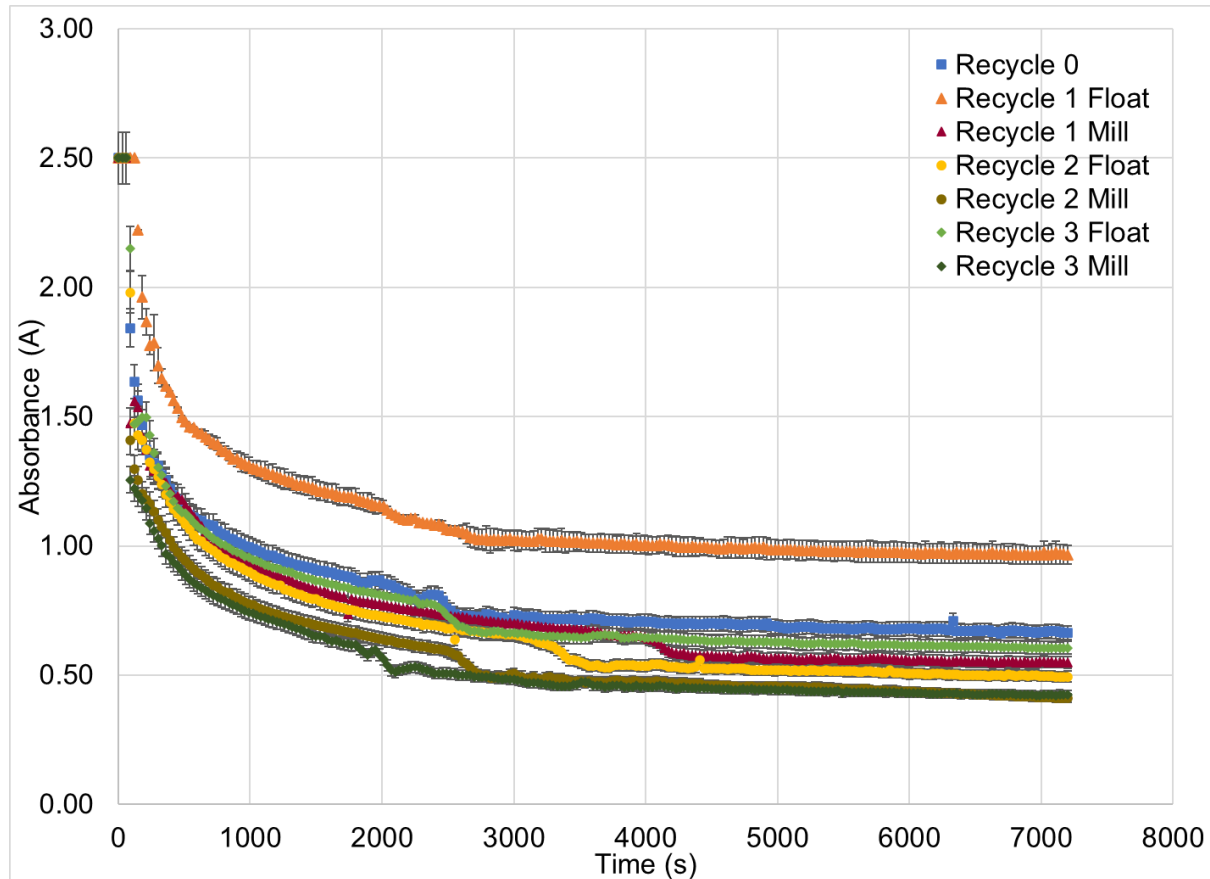 3.00
2.50
2.00
1.50
1.00
0.50
0.00
Absorbance (A)
Recycle 0
Recycle 1 Float
Recycle 1 Mill
Recycle 2 Float
Recycle 2 Mill
Recycle 3 Float
Recycle 3 Mill
0 1000 2000 3000 4000 5000 6000 7000 8000
Time (s)